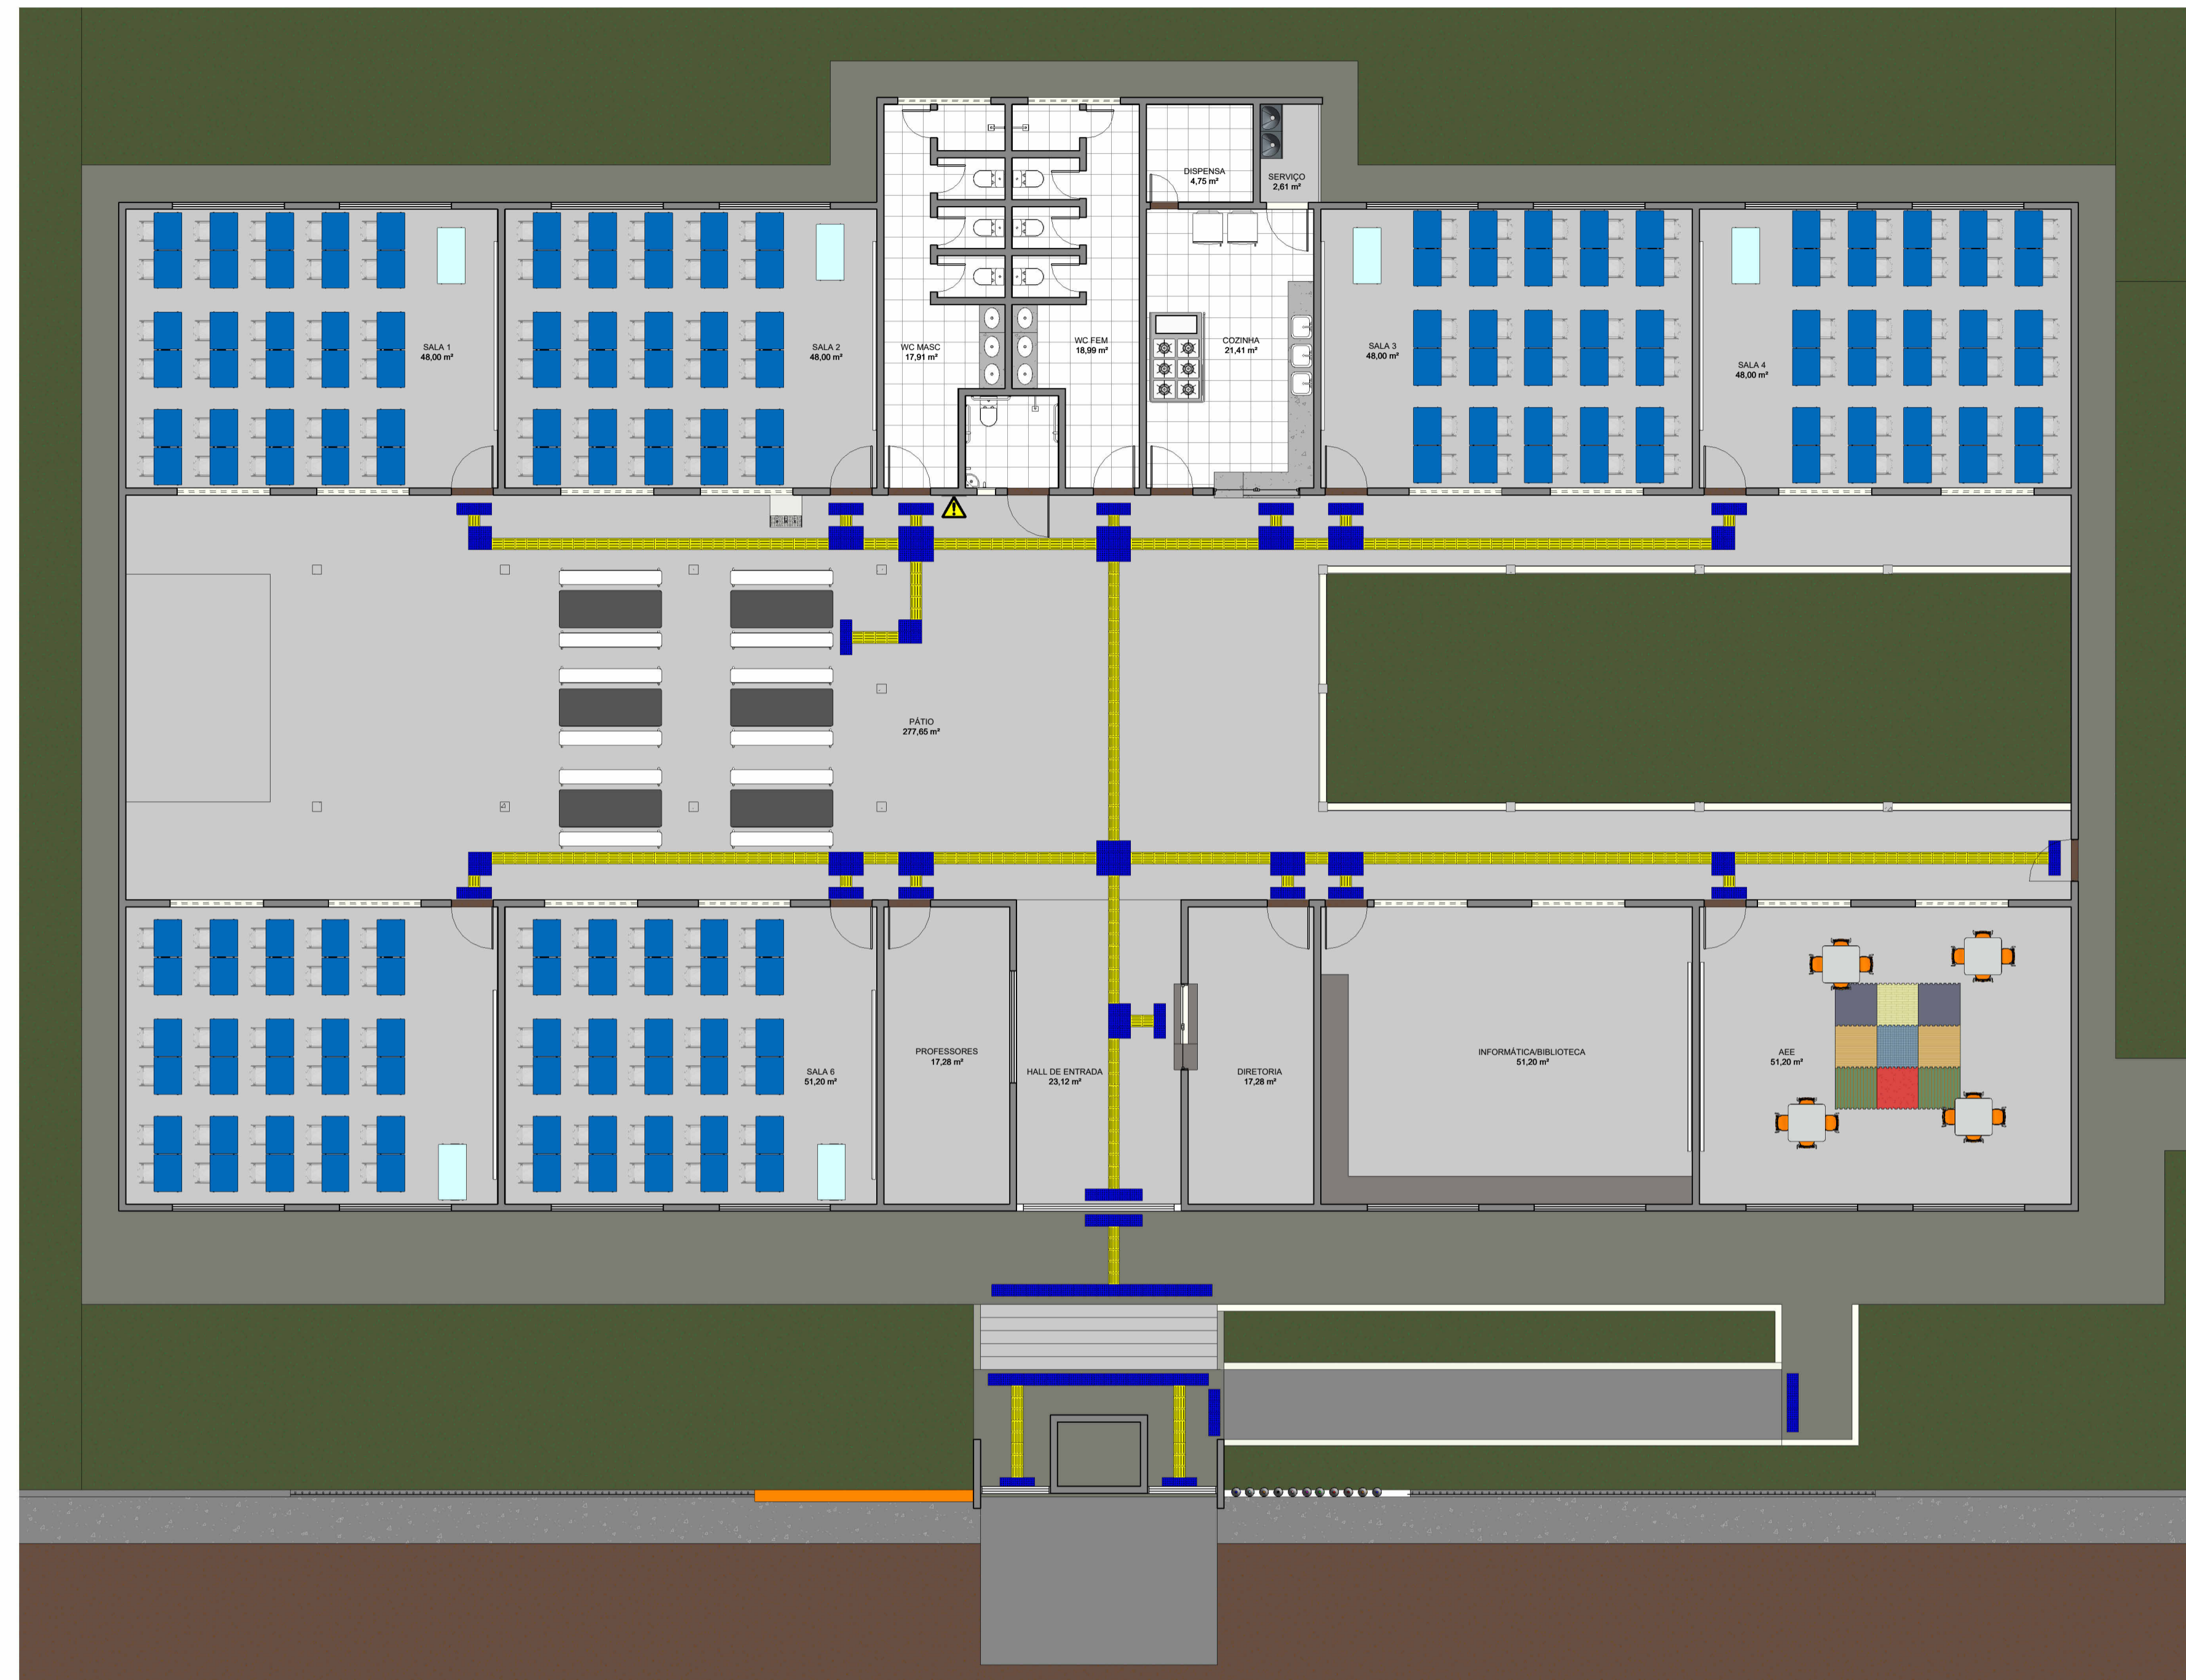 DISPENSA
4,75 m²
SERVIÇO
2,61 m²
SALA 1
48,00 m²
SALA 2
48,00 m²
WC MASC
17,91 m²
WC FEM
18,99 m²
COZINHA
21,41 m²
SALA 3
48,00 m²
SALA 4
48,00 m²
PÁTIO
277,65 m²
SALA 6
51,20 m²
PROFESSORES
17,28 m²
HALL DE ENTRADA
23,12 m²
DIRETORIA
17,28 m²
INFORMÁTICA/BIBLIOTECA
51,20 m²
AEE
51,20 m²